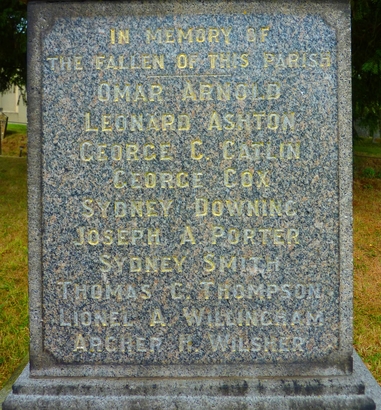 IN MEMORY OF
THE FALLEN OF THIS PARISH
OMAR ARNOLD
LEONARD ASHTON
GEORGE C. CATLIN
GEORGE COX
SYDNEY DOWNING
JOSEPH A. PORTER
SYDNEY SMITH
THOMAS C. THOMPSON
LIONEL A. WILLINGHAM
ARCHER H. WILSHER